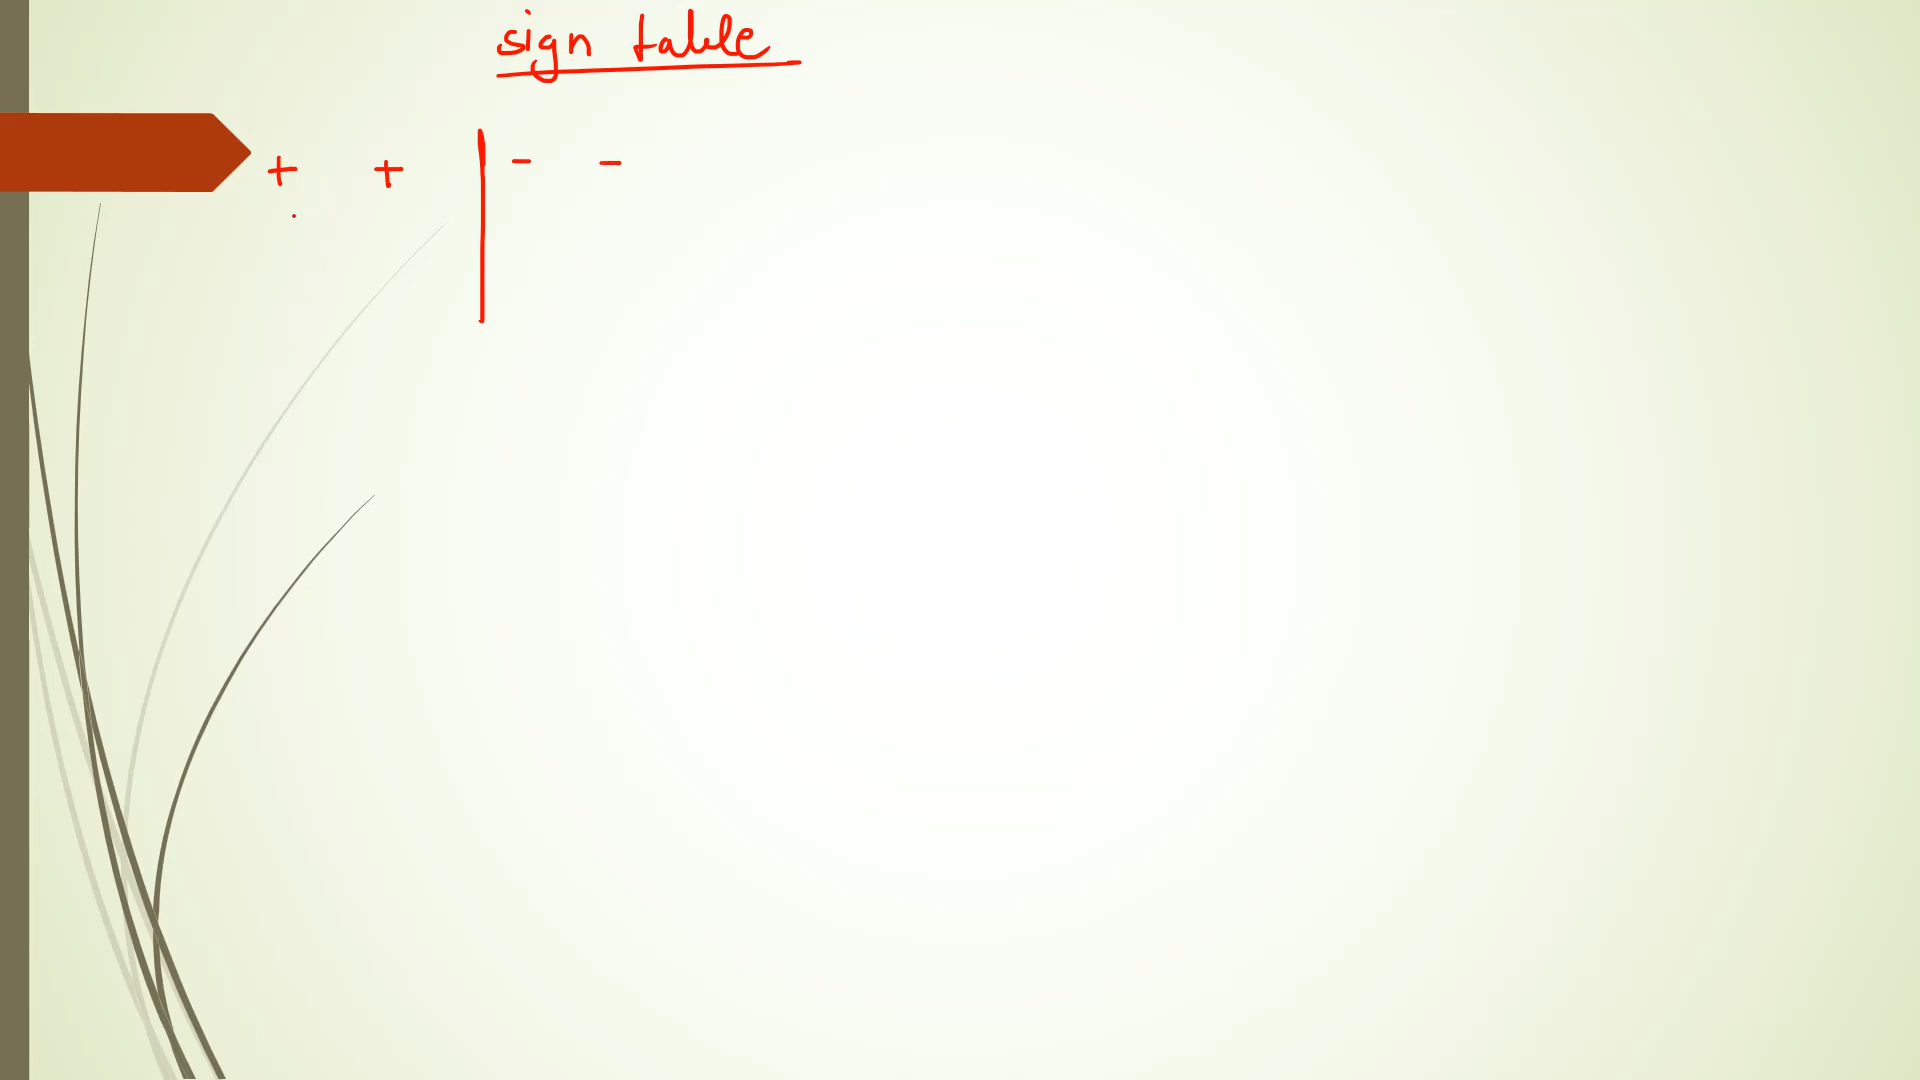 sign table
+ + | - -